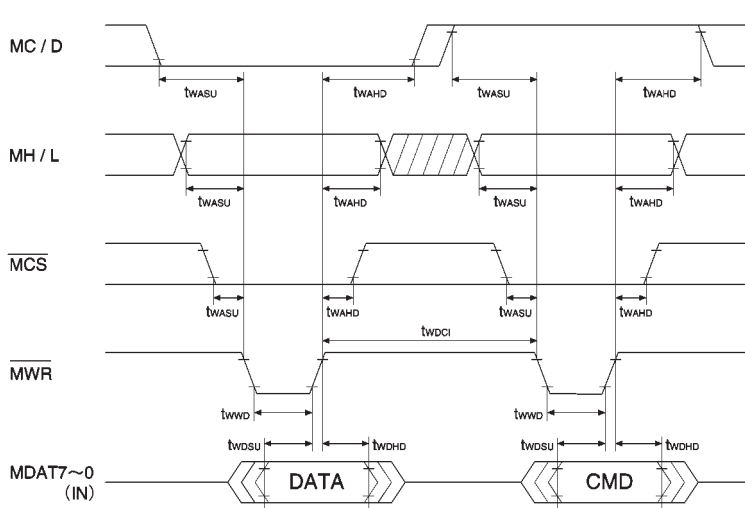 MC / D
tWASU tWAHD tWASU tWAHD
MH / L
tWASU tWAHD tWASU tWAHD
MCS
tWASU tWAHD tWASU tWAHD
tWDCI
MWR
tWWD tWWD
tWDSU tWDHD tWDSU tWDHD
MDAT7～0
(IN)
DATA CMD